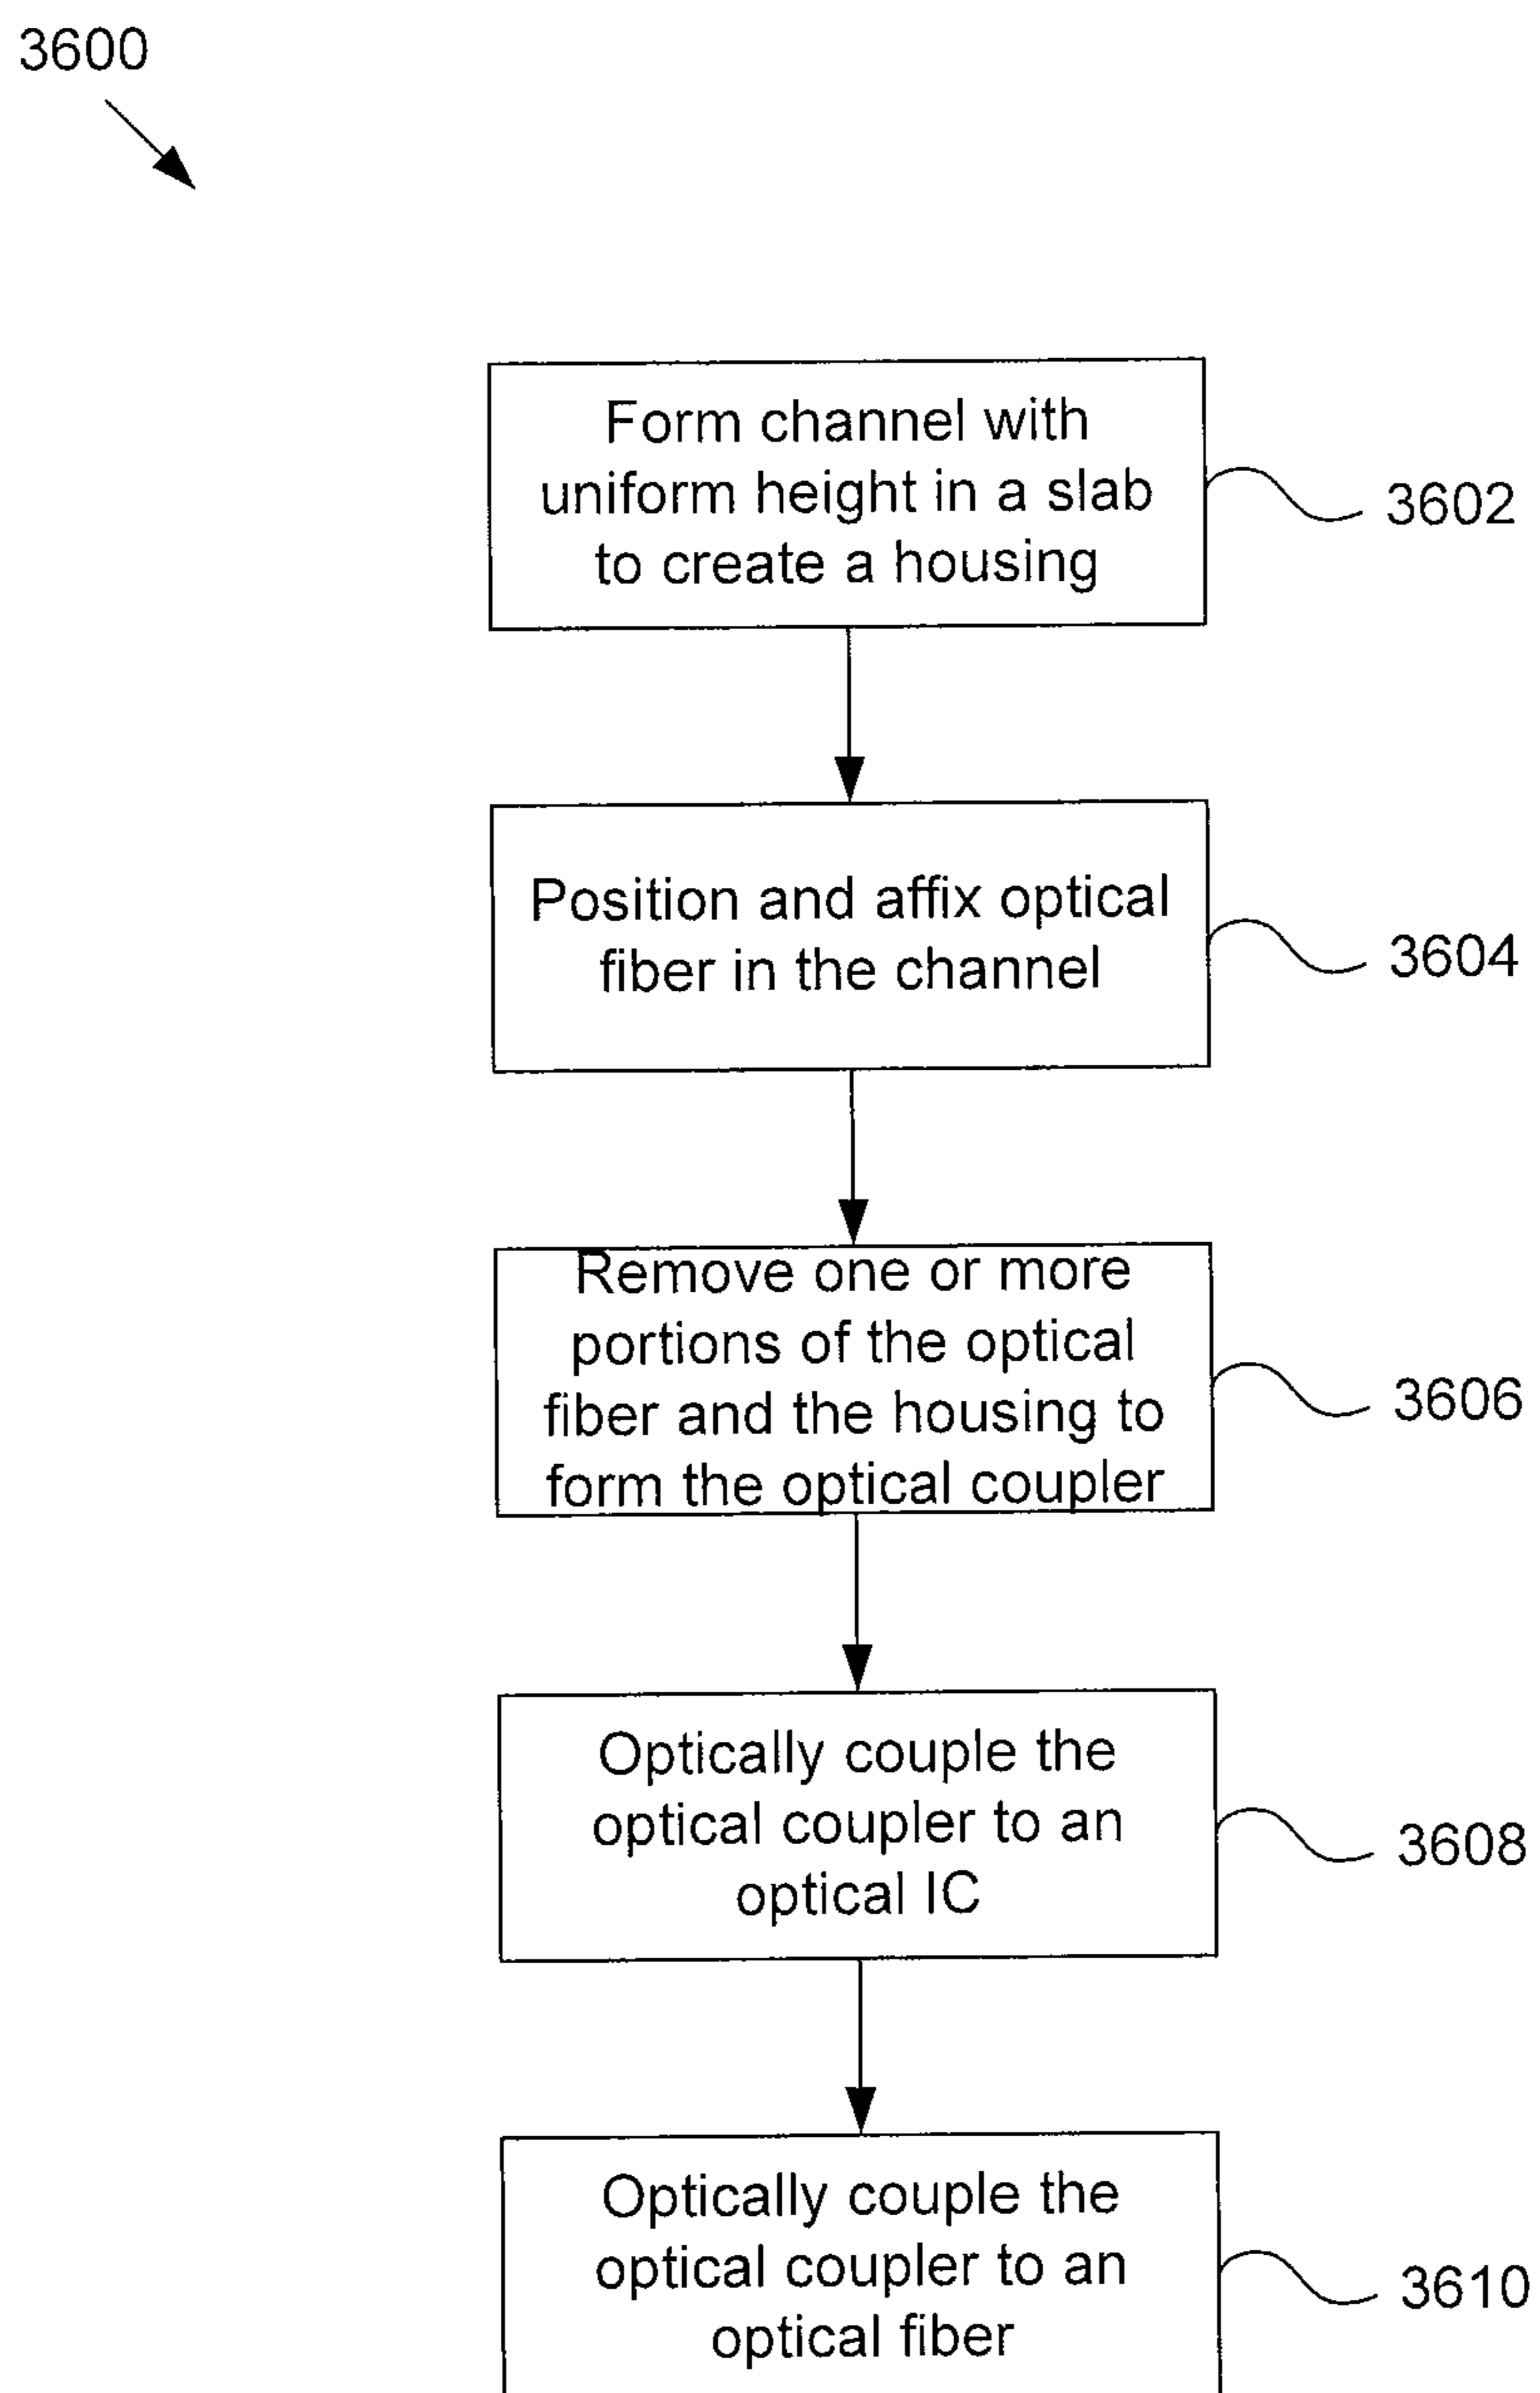 3600
Form channel with
uniform height in a slab
to create a housing
3602
Position and affix optical
fiber in the channel
3604
Remove one or more
portions of the optical
fiber and the housing to
form the optical coupler
3606
Optically couple the
optical coupler to an
optical IC
3608
Optically couple the
optical coupler to an
optical fiber
3610